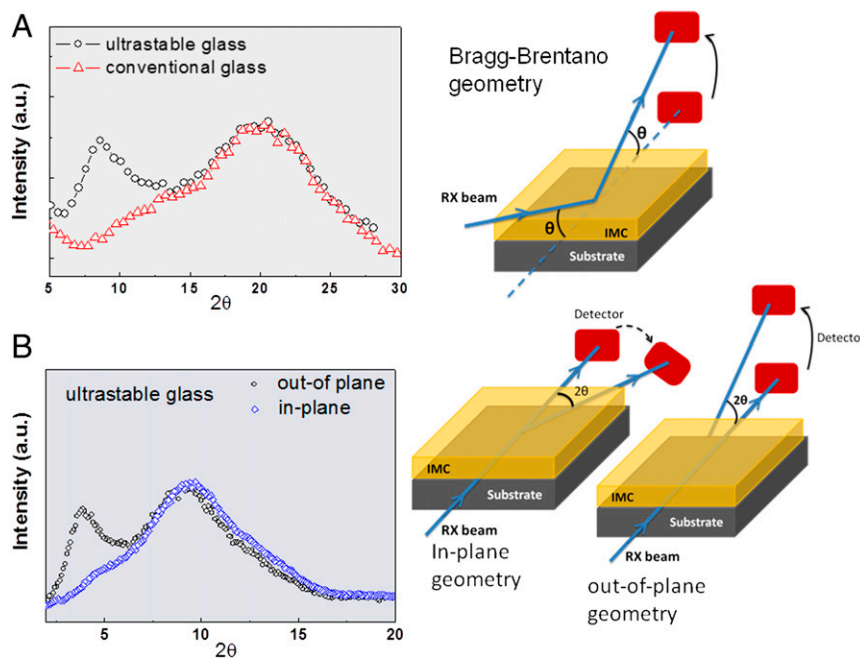 A
Intensity (a.u.)
ultrastable glass
conventional glass
5
10
15
20
25
30
2θ
Bragg-Brentano
geometry
θ
RX beam
θ
IMC
Substrate
B
Intensity (a.u.)
ultrastable glass
out-of plane
in-plane
5
10
15
20
2θ
Detector
2θ
IMC
Substrate
RX beam
In-plane
geometry
Detecto
2θ
IMC
Substrate
RX beam
out-of-plane
geometry